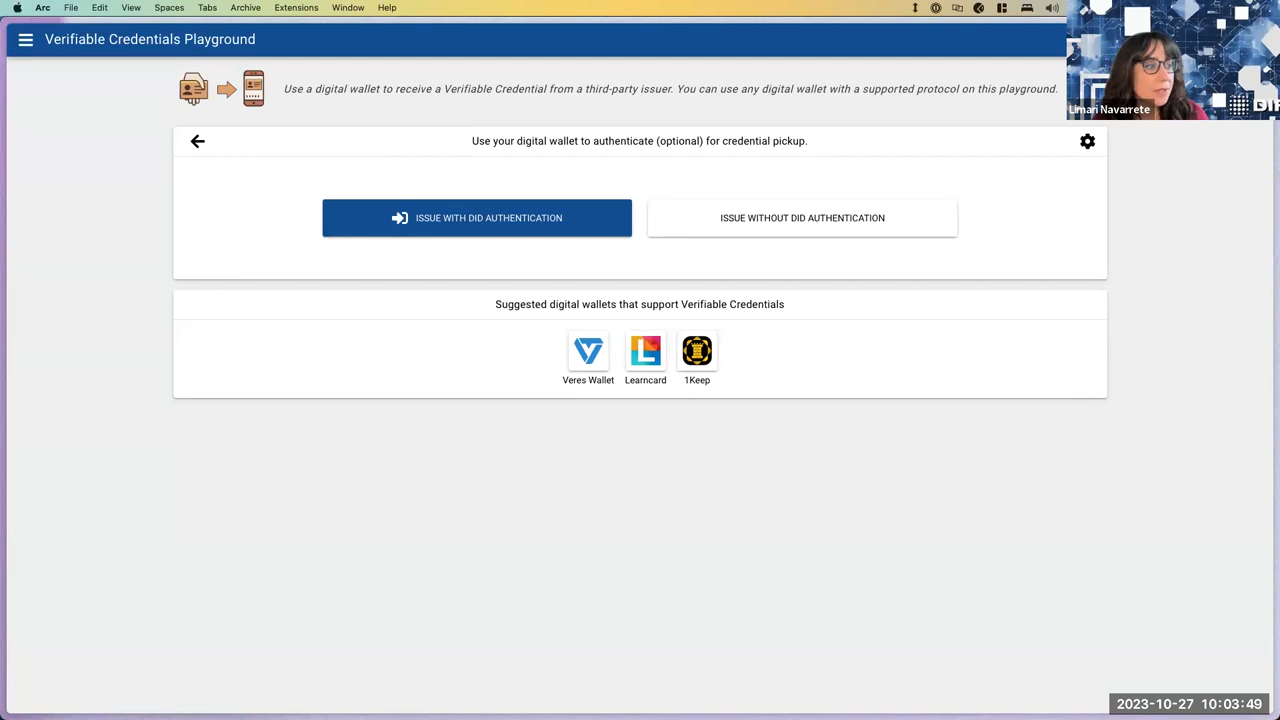 Arc File Edit View Spaces Tabs Archive Extensions Window Help
Verifiable Credentials Playground
Use a digital wallet to receive a Verifiable Credential from a third-party issuer. You can use any digital wallet with a supported protocol on this playground.
Limari Navarrete
Use your digital wallet to authenticate (optional) for credential pickup.
ISSUE WITH DID AUTHENTICATION
ISSUE WITHOUT DID AUTHENTICATION
Suggested digital wallets that support Verifiable Credentials
L
Veres Wallet Learncard 1Keep
2023-10-27 10:03:49